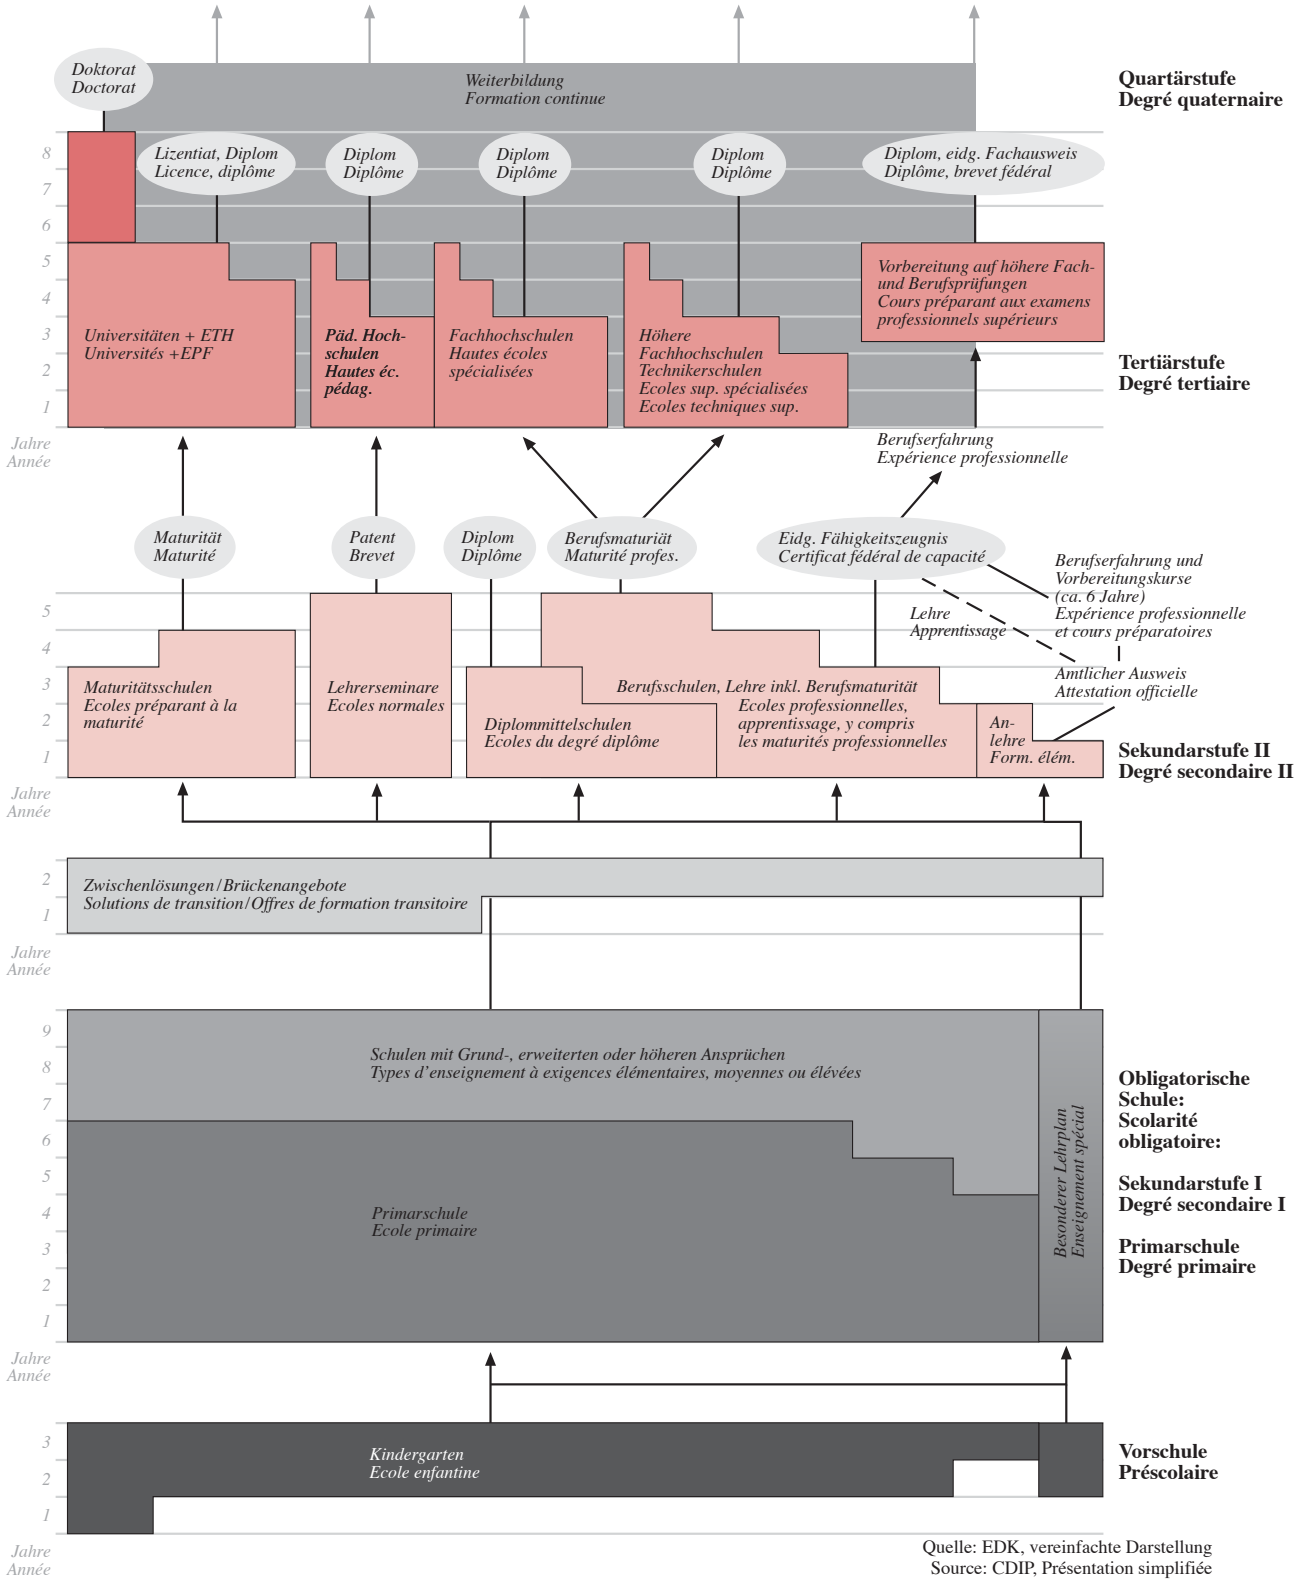 Doktorat
Doctorat
Weiterbildung
Formation continue
Quartärstufe
Degré quaternaire
8
7
6
5
4
3
2
1
Jahre
Année
Lizentiat, Diplom
Licence, diplôme
Diplom
Diplôme
Diplom
Diplôme
Diplom
Diplôme
Diplom, eidg. Fachausweis
Diplôme, brevet fédéral
Universitäten + ETH
Universités +EPF
Päd. Hoch-
schulen
Hautes éc.
pédag.
Fachhochschulen
Hautes écoles
spécialisées
Höhere
Fachhochschulen
Technikerschulen
Ecoles sup. spécialisées
Ecoles techniques sup.
Vorbereitung auf höhere Fach-
und Berufsprüfungen
Cours préparant aux examens
professionnels supérieurs
Tertiärstufe
Degré tertiaire
Berufserfahrung
Expérience professionnelle
Maturität
Maturité
Patent
Brevet
Diplom
Diplôme
Berufsmaturiät
Maturité profes.
Eidg. Fähigkeitszeugnis
Certificat fédéral de capacité
Berufserfahrung und
Vorbereitungskurse
(ca. 6 Jahre)
Expérience professionnelle
et cours préparatoires
Lehre
Apprentissage
Amtlicher Ausweis
Attestation officielle
5
4
3
2
1
Jahre
Année
Maturitätsschulen
Ecoles préparant à la
maturité
Lehrerseminare
Ecoles normales
Diplommittelschulen
Ecoles du degré diplôme
Berufsschulen, Lehre inkl. Berufsmaturität
Ecoles professionnelles,
apprentissage, y compris
les maturités professionnelles
An-
lehre
Form. élém.
Sekundarstufe II
Degré secondaire II
2
1
Jahre
Année
Zwischenlösungen/Brückenangebote
Solutions de transition/Offres de formation transitoire
9
8
7
6
5
4
3
2
1
Jahre
Année
Schulen mit Grund-, erweiterten oder höheren Ansprüchen
Types d'enseignement à exigences élémentaires, moyennes ou élévées
Primarschule
Ecole primaire
Besonderer Lehrplan
Enseignement spécial
Obligatorische
Schule:
Scolarité
obligatoire:
Sekundarstufe I
Degré secondaire I
Primarschule
Degré primaire
3
2
1
Jahre
Année
Kindergarten
Ecole enfantine
Vorschule
Préscolaire
Quelle: EDK, vereinfachte Darstellung
Source: CDIP, Présentation simplifiée